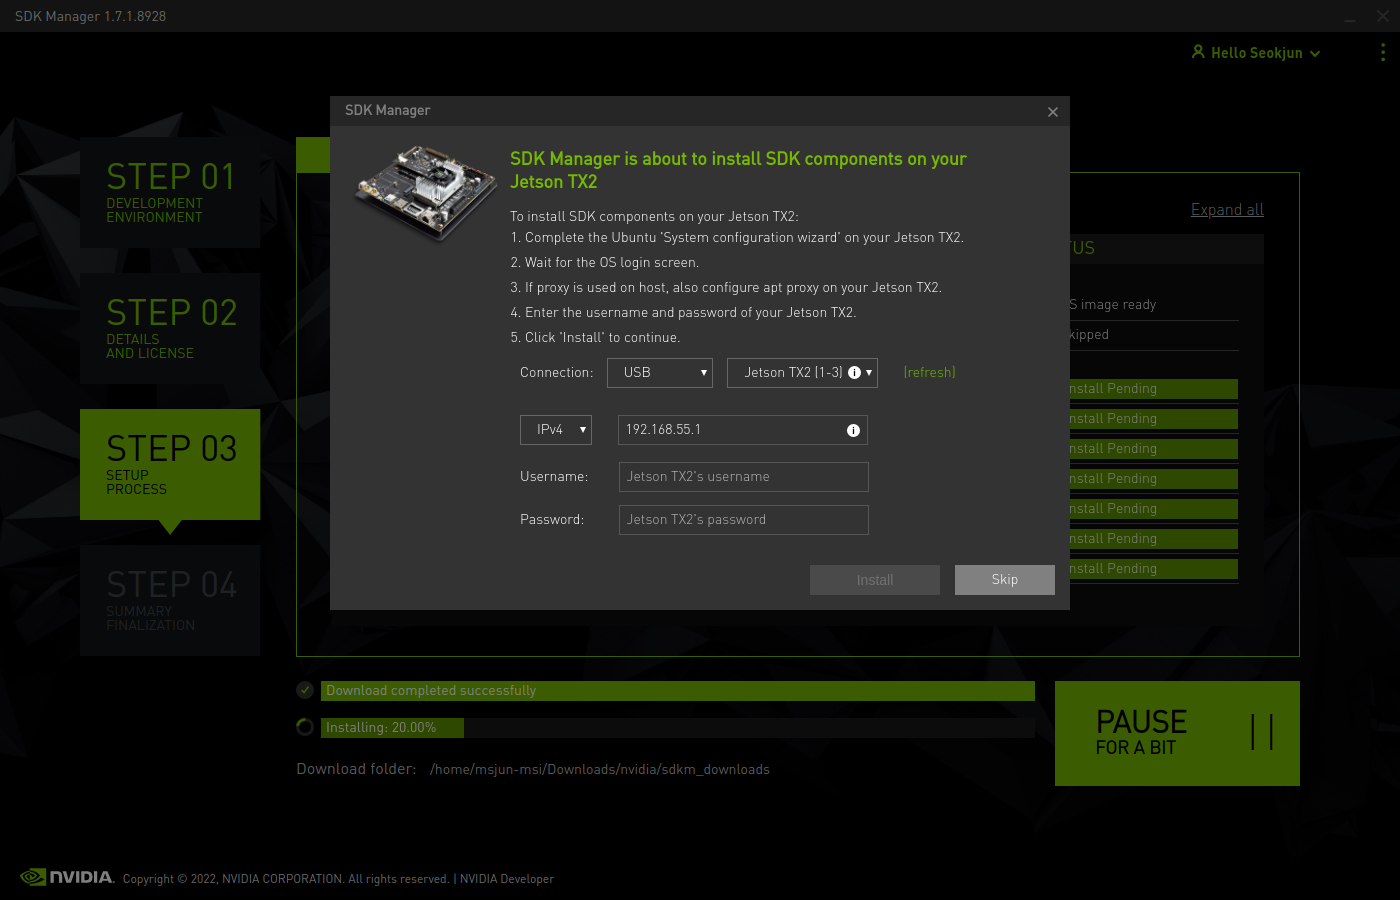 SDK Manager 1.7.1.8928
Hello Seokjun
SDK Manager
STEP 01
DEVELOPMENT
ENVIRONMENT
STEP 02
DETAILS
AND LICENSE
STEP 03
SETUP
PROCESS
STEP 04
SUMMARY
FINALIZATION
SDK Manager is about to install SDK components on your
Jetson TX2
To install SDK components on your Jetson TX2:
1. Complete the Ubuntu 'System configuration wizard' on your Jetson TX2.
2. Wait for the OS login screen.
3. If proxy is used on host, also configure apt proxy on your Jetson TX2.
4. Enter the username and password of your Jetson TX2.
5. Click 'Install' to continue.
Connection: USB Jetson TX2 (1-3) (refresh)
IPv4 192.168.55.1
Username: Jetson TX2's username
Password: Jetson TX2's password
Install Skip
Expand all
TUS
S image ready
kipped
nstall Pending
nstall Pending
nstall Pending
nstall Pending
nstall Pending
nstall Pending
nstall Pending
Download completed successfully
Installing: 20.00%
Download folder: /home/msjun-msi/Downloads/nvidia/sdkm_downloads
PAUSE
FOR A BIT
NVIDIA. Copyright © 2022, NVIDIA CORPORATION. All rights reserved. | NVIDIA Developer